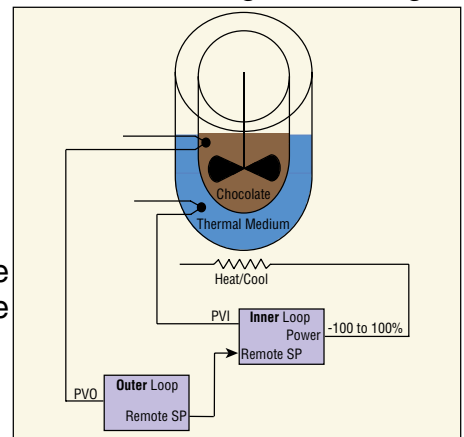 Chocolate
Thermal Medium
Heat/Cool
e
e
PVI
Inner Loop
Power
-100 to 100%
Remote SP
Outer Loop
PVO
Remote SP